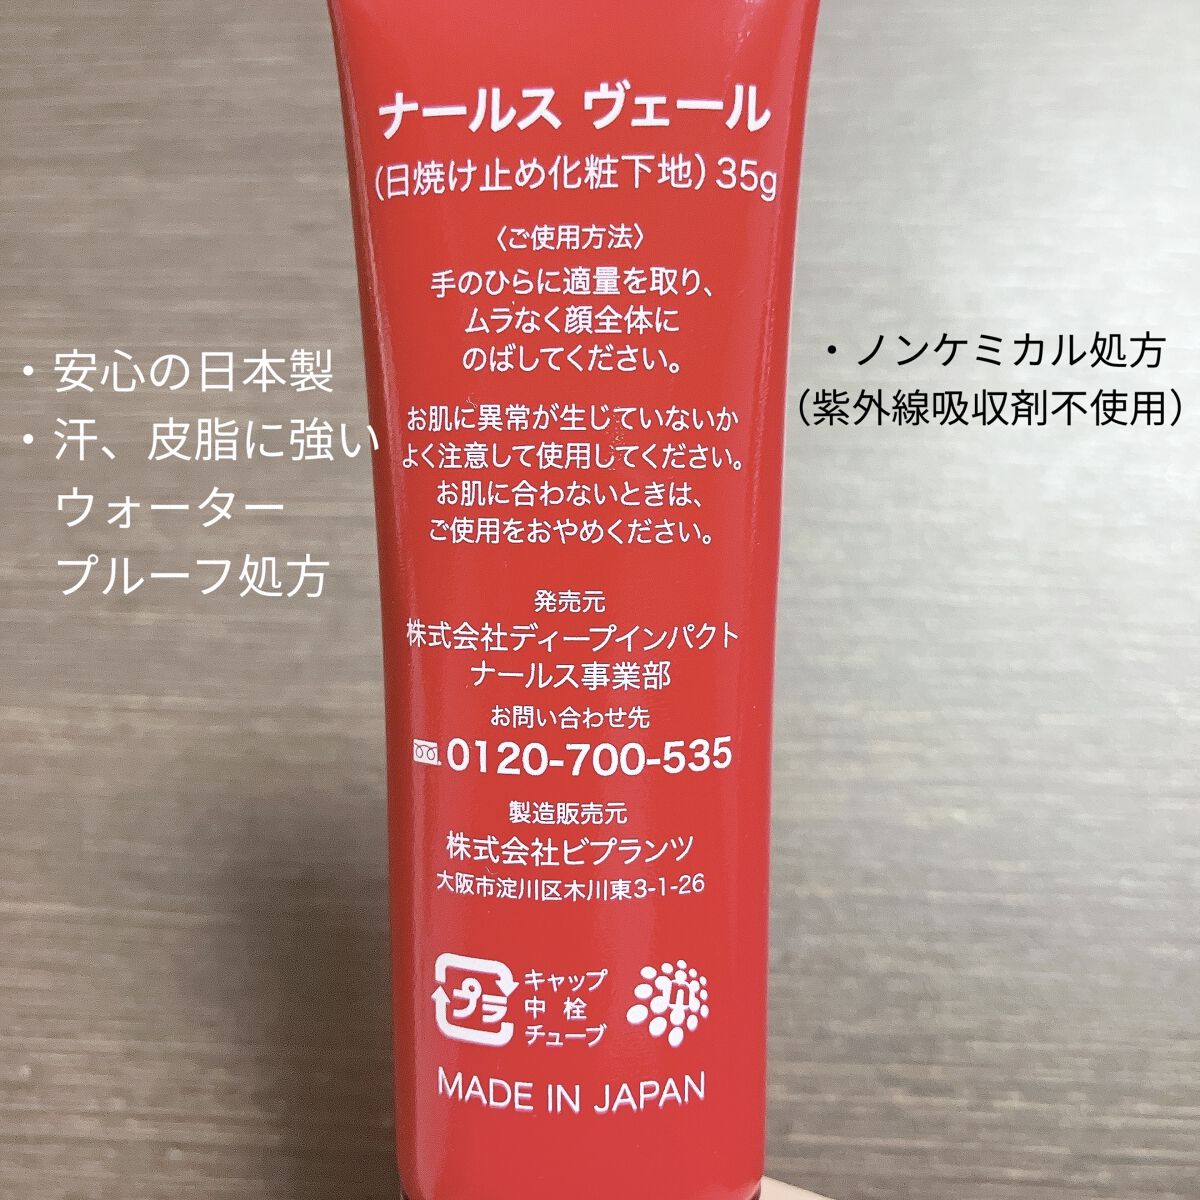 ナールス ヴェール
(日焼け止め化粧下地) 35g
〈ご使用方法〉
手のひらに適量を取り、
ムラなく顔全体に
のばしてください。
お肌に異常が生じていないか
よく注意して使用してください。
お肌に合わないときは、
ご使用をおやめください。
発売元
株式会社ディープインパクト
ナールス事業部
お問い合わせ先
0120-700-535
製造販売元
株式会社ビプランツ
大阪市淀川区木川東3-1-26
プラ
キャップ
中 栓
チューブ
MADE IN JAPAN
・安心の日本製
・汗、皮脂に強い
ウォーター
プルーフ処方
・ノンケミカル処方
(紫外線吸収剤不使用)